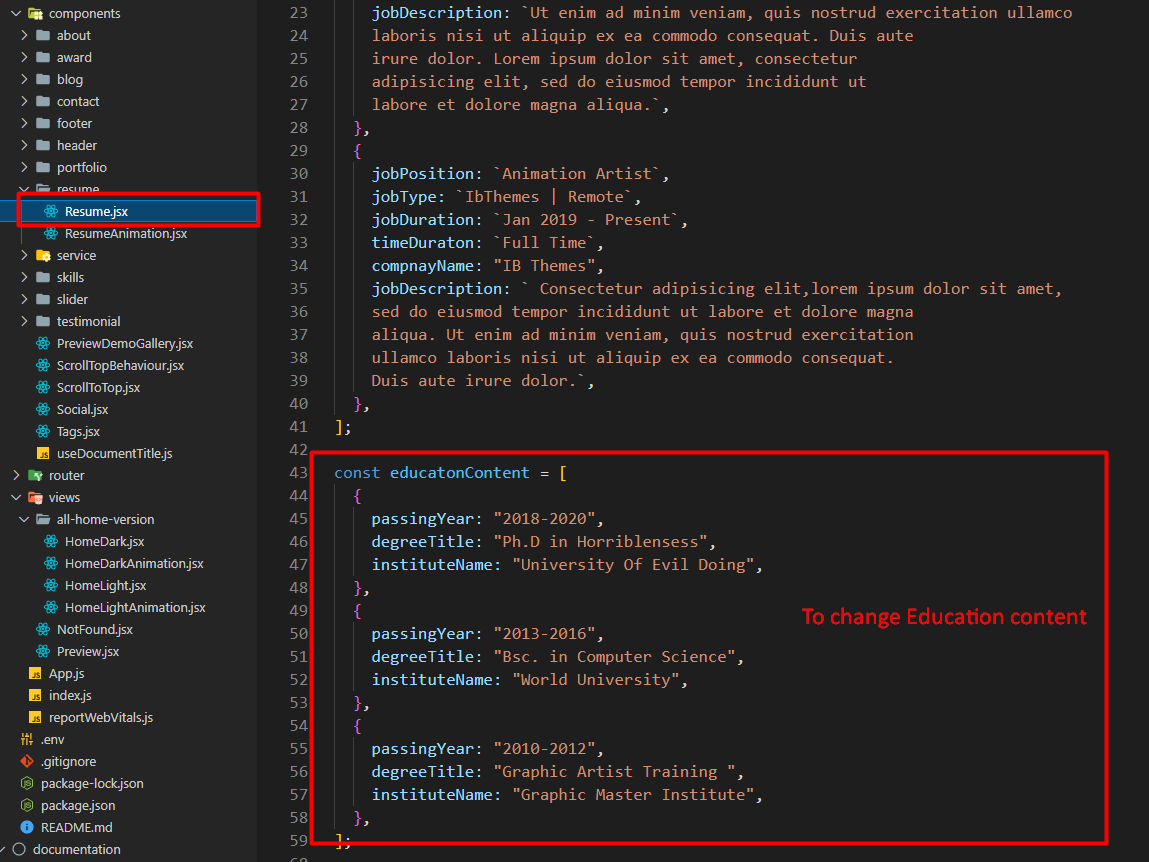 components
about
award
blog
contact
footer
header
portfolio
resume
Resume.jsx
ResumeAnimation.jsx
service
skills
slider
testimonial
PreviewDemoGallery.jsx
ScrollTopBehaviour.jsx
ScrollToTop.jsx
Social.jsx
Tags.jsx
JS useDocumentTitle.js
router
views
all-home-version
HomeDark.jsx
HomeDarkAnimation.jsx
HomeLight.jsx
HomeLightAnimation.jsx
NotFound.jsx
Preview.jsx
JS App.js
JS index.js
JS reportWebVitals.js
.env
.gitignore
package-lock.json
package.json
README.md
documentation
23 jobDescription: `Ut enim ad minim veniam, quis nostrud exercitation ullamco
24 laboris nisi ut aliquip ex ea commodo consequat. Duis aute
25 irure dolor. Lorem ipsum dolor sit amet, consectetur
26 adipisicing elit, sed do eiusmod tempor incididunt ut
27 labore et dolore magna aliqua.`,
28 },
29 {
30 jobPosition: `Animation Artist`,
31 jobType: `IbThemes | Remote`,
32 jobDuration: `Jan 2019 - Present`,
33 timeDuraton: `Full Time`,
34 compnayName: "IB Themes",
35 jobDescription: ` Consectetur adipisicing elit,lorem ipsum dolor sit amet,
36 sed do eiusmod tempor incididunt ut labore et dolore magna
37 aliqua. Ut enim ad minim veniam, quis nostrud exercitation
38 ullamco laboris nisi ut aliquip ex ea commodo consequat.
39 Duis aute irure dolor.`,
40 },
41 ];
42
43 const educatonContent = [
44 {
45 passingYear: "2018-2020",
46 degreeTitle: "Ph.D in Horriblensess",
47 instituteName: "University Of Evil Doing",
48 },
49 {
50 passingYear: "2013-2016",
51 degreeTitle: "Bsc. in Computer Science",
52 instituteName: "World University",
53 },
54 {
55 passingYear: "2010-2012",
56 degreeTitle: "Graphic Artist Training ",
57 instituteName: "Graphic Master Institute",
58 },
59 ];
60
To change Education content